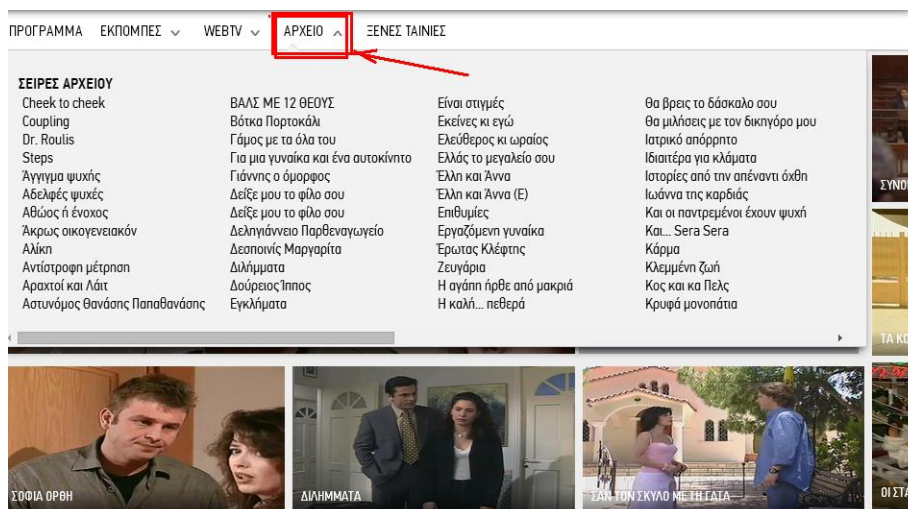 ΠΡΟΓΡΑΜΜΑ ΕΚΠΟΜΠΕΣ WEBTV ΑΡΧΕΙΟ ΞΕΝΕΣ ΤΑΙΝΙΕΣ
ΣΕΙΡΕΣ ΑΡΧΕΙΟΥ
Cheek to cheek
Coupling
Dr. Roulis
Steps
Άγγιγμα ψυχής
Αδελφές ψυχές
Αθώος ή ένοχος
Άκρως οικογενειακόν
Αλίκη
Αντίστροφη μέτρηση
Αραχτοί και Λάιτ
Αστυνόμος Θανάσης Παπαθανάσης
ΒΑΛΣ ΜΕ 12 ΘΕΟΥΣ
Βότκα Πορτοκάλι
Γάμος με τα όλα του
Για μια γυναίκα και ένα αυτοκίνητο
Γιάννης ο όμορφος
Δείξε μου το φίλο σου
Δείξε μου το φίλο σου
Δεληγιάννειο Παρθεναγωγείο
Δεσποινίς Μαργαρίτα
Διλήμματα
Δούρειος Ίππος
Εγκλήματα
Είναι στιγμές
Εκείνες κι εγώ
Ελεύθερος κι ωραίος
Ελλάς το μεγαλείο σου
Έλλη και Άννα
Έλλη και Άννα (Ε)
Επιθυμίες
Εργαζόμενη γυναίκα
Έρωτας Κλέφτης
Ζευγάρια
Η αγάπη ήρθε από μακριά
Η καλή... πεθερά
Θα βρεις το δάσκαλο σου
Θα μιλήσεις με τον δικηγόρο μου
Ιατρικό απόρρητο
Ιδιαιτέρα για κλάματα
Ιστορίες από την απέναντι όχθη
Ιωάννα της καρδιάς
Και οι παντρεμένοι έχουν ψυχή
Και... Sera Sera
Κάρμα
Κλεμμένη ζωή
Κος και κα Πελς
Κρυφά μονοπάτια
ΣΥΝΟ
ΤΑ ΚΟ
ΣΟΦΙΑ ΟΡΘΗ
ΔΙΛΗΜΜΑΤΑ
ΣΑΝ ΤΟΝ ΣΚΥΛΟ ΜΕ ΤΗ ΓΑΤΑ
ΟΙ ΣΤΑ